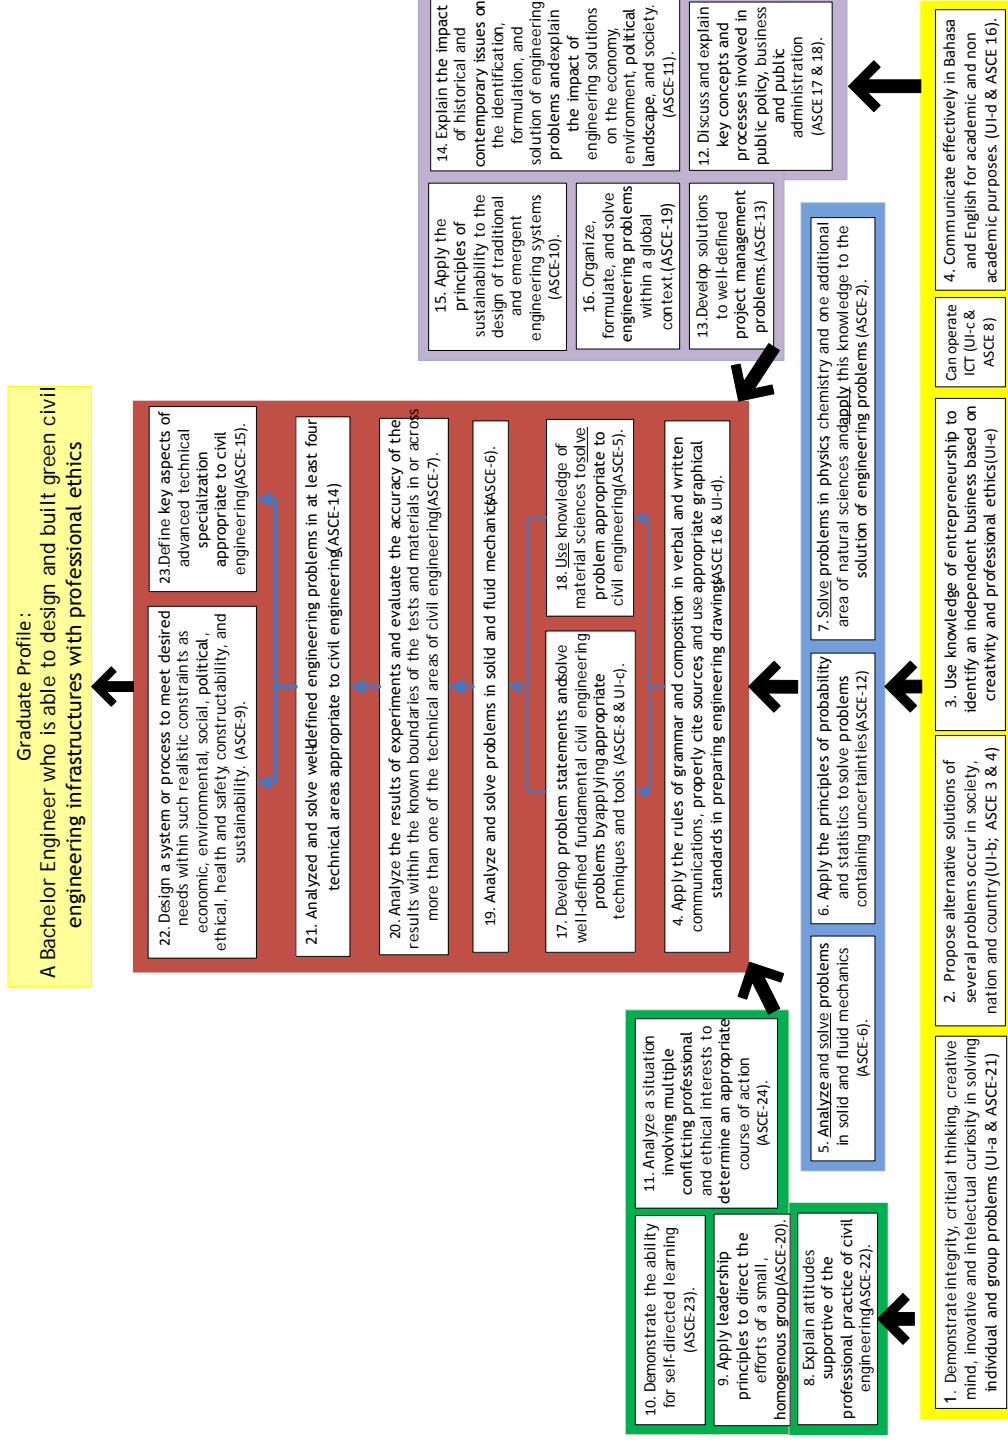 Graduate Profile:
A Bachelor Engineer who is able to design and built green civil
engineering infrastructures with professional ethics
22. Design a system or process to meet desired
needs within such realistic constraints as
economic, environmental, social, political,
ethical, health and safety, constructability, and
sustainability. (ASCE-9).
23.Define key aspects of
advanced technical
specialization
appropriate to civil
engineering(ASCE-15).
21. Analyzed and solve well-defined engineering problems in at least four
technical areas appropriate to civil engineering(ASCE-14)
20. Analyze the results of experiments and evaluate the accuracy of the
results within the known boundaries of the tests and materials in or across
more than one of the technical areas of civil engineering(ASCE-7).
19. Analyze and solve problems in solid and fluid mechanics(ASCE-6).
17. Develop problem statements andsolve
well-defined fundamental civil engineering
problems byapplying appropriate
techniques and tools (ASCE-8 & UI-c).
18. Use knowledge of
material sciences tosolve
problem appropriate to
civil engineering(ASCE-5).
4. Apply the rules of grammar and composition in verbal and written
communications, properly cite sources and use appropriate graphical
standards in preparing engineering drawings(ASCE 16 & UI-d).
10. Demonstrate the ability
for self-directed learning
(ASCE-23).
11. Analyze a situation
involving multiple
conflicting professional
and ethical interests to
determine an appropriate
course of action
(ASCE-24).
9. Apply leadership
principles to direct the
efforts of a small,
homogenous group(ASCE-20).
8. Explain attitudes
supportive of the
professional practice of civil
engineering(ASCE-22).
15. Apply the
principles of
sustainability to the
design of traditional
and emergent
engineering systems
(ASCE-10).
14. Explain the impact
of historical and
contemporary issues on
the identification,
formulation, and
solution of engineering
problems andexplain
the impact of
engineering solutions
on the economy,
environment, political
landscape, and society.
(ASCE-11).
16. Organize,
formulate, and solve
engineering problems
within a global
context.(ASCE-19)
13.Develop solutions
to well-defined
project management
problems.(ASCE-13)
12. Discuss and explain
key concepts and
processes involved in
public policy, business
and public
administration
(ASCE 17 & 18).
5. Analyze and solve problems
in solid and fluid mechanics
(ASCE-6).
6. Apply the principles of probability
and statistics to solve problems
containing uncertainties(ASCE-12)
7. Solve problems in physics chemistry and one additional
area of natural sciences andapply this knowledge to the
solution of engineering problems (ASCE-2).
1. Demonstrate integrity, critical thinking, creative
mind, inovative and intelectual curiosity in solving
individual and group problems (UI-a & ASCE-21)
2. Propose alternative solutions of
several problems occur in society,
nation and country(UI-b; ASCE 3 & 4)
3. Use knowledge of entrepreneurship to
identify an independent business based on
creativity and professional ethics(UI-e)
Can operate
ICT (UI-c &
ASCE 8)
4. Communicate effectively in Bahasa
and English for academic and non
academic purposes. (UI-d & ASCE 16).